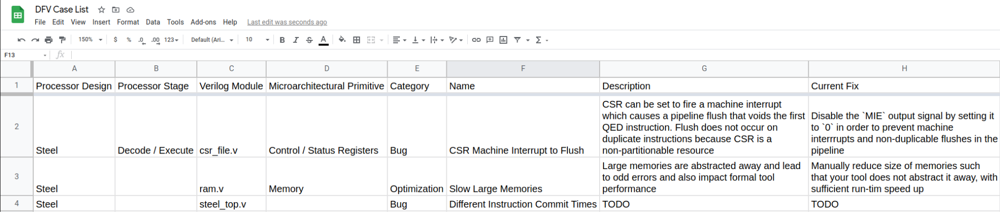 DFV Case List
File Edit View Insert Format Data Tools Add-ons Help Last edit was seconds ago
150% $ % .0 .00 123 Default (Ari... 10 B I S A
F13 fx
A B C D E F G H
1 Processor Design Processor Stage Verilog Module Microarchitectural Primitive Category Name Description Current Fix
CSR can be set to fire a machine interrupt
which causes a pipeline flush that voids the first Disable the `MIE` output signal by setting it
2 QED instruction. Flush does not occur on to `0` in order to prevent machine
duplicate instructions because CSR is a interrrupts and non-duplicable flushes in the
Steel Decode / Execute csr_file.v Control / Status Registers Bug CSR Machine Interrupt to Flush non-partitionable resource pipeline
Large memories are abstracted away and lead Manually reduce size of memories such
3 to odd errors and also impact formal tool that your tool does not abstract it away, with
Steel ram.v Memory Optimization Slow Large Memories performance sufficient run-tim speed up
4 Steel steel_top.v Bug Different Instruction Commit Times TODO TODO